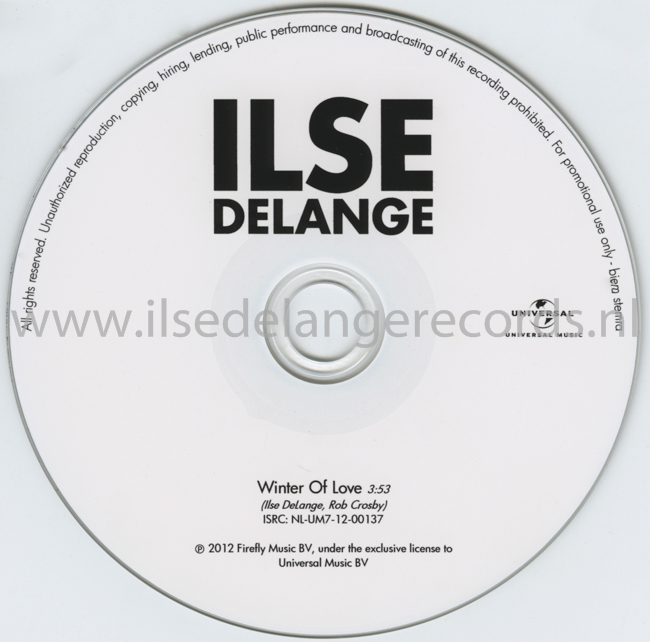 All rights reserved. Unauthorized reproduction, copying, hiring, lending, public performance and broadcasting of this recording prohibited. For promotional use only - biem stemra
ILSE
DELANGE
www.ilsedelangerecords.nl
UNIVERSAL
UNIVERSAL MUSIC
Winter Of Love 3:53
(Ilse DeLange, Rob Crosby)
ISRC: NL-UM7-12-00137
℗ 2012 Firefly Music BV, under the exclusive license to
Universal Music BV